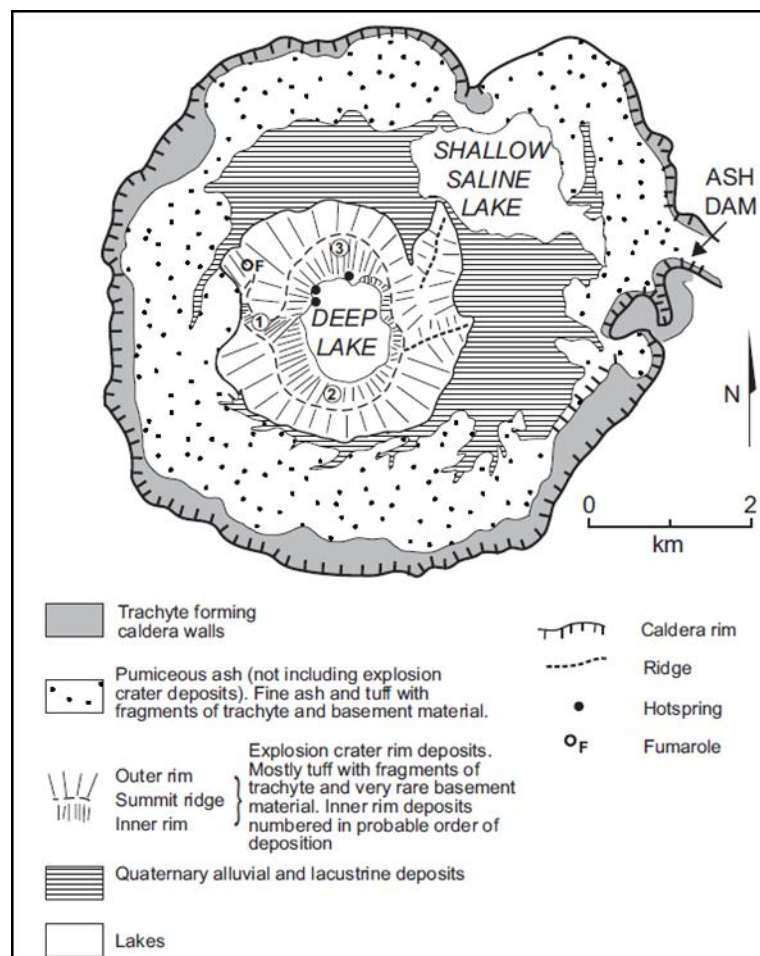 SHALLOW
SALINE
LAKE
ASH
DAM
F
3
1
DEEP
LAKE
2
N
0 2
km
Trachyte forming
caldera walls
Pumiceous ash (not including explosion
crater deposits). Fine ash and tuff with
fragments of trachyte and basement material.
Outer rim
Summit ridge
Inner rim
Explosion crater rim deposits.
Mostly tuff with fragments of
trachyte and very rare basement
material. Inner rim deposits
numbered in probable order of
deposition
Quaternary alluvial and lacustrine deposits
Lakes
Caldera rim
Ridge
Hotspring
F Fumarole